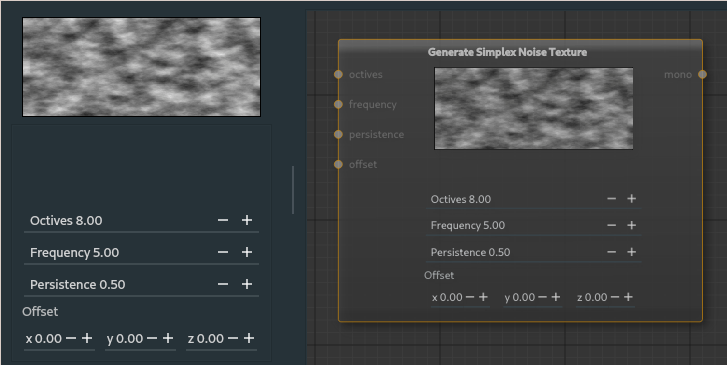 Octives 8.00 − +
Frequency 5.00 − +
Persistence 0.50 − +
Offset
x 0.00 − + y 0.00 − + z 0.00 − +
Generate Simplex Noise Texture
octives
mono
frequency
persistence
offset
Octives 8.00 − +
Frequency 5.00 − +
Persistence 0.50 − +
Offset
x 0.00 − + y 0.00 − + z 0.00 − +